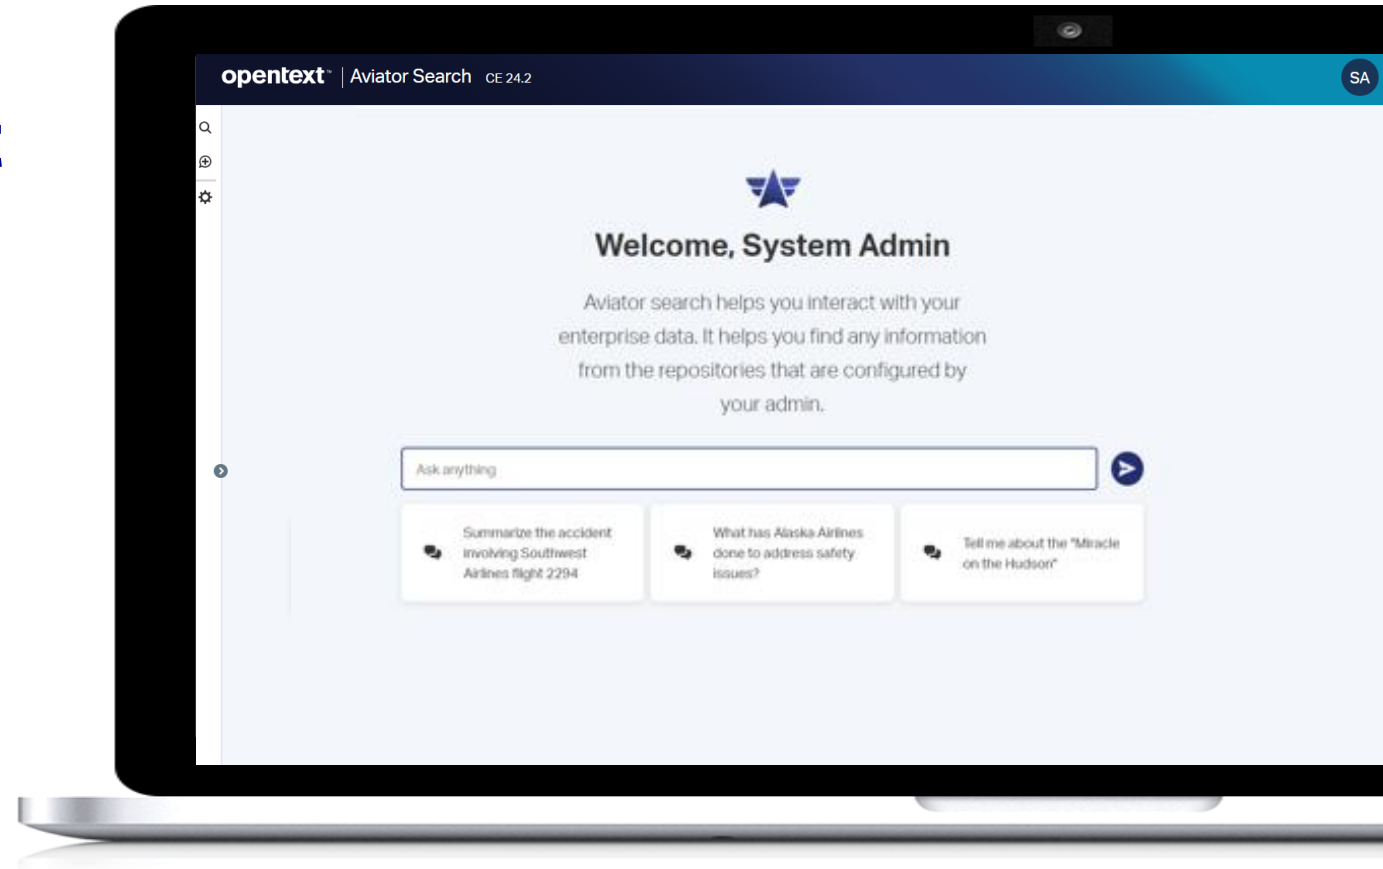 opentext™ | Aviator Search CE 24.2
SA
Welcome, System Admin
Aviator search helps you interact with your
enterprise data. It helps you find any information
from the repositories that are configured by
your admin.
Ask anything
Summarize the accident
involving Southwest
Airlines flight 2294
What has Alaska Airlines
done to address safety
issues?
Tell me about the "Miracle
on the Hudson"